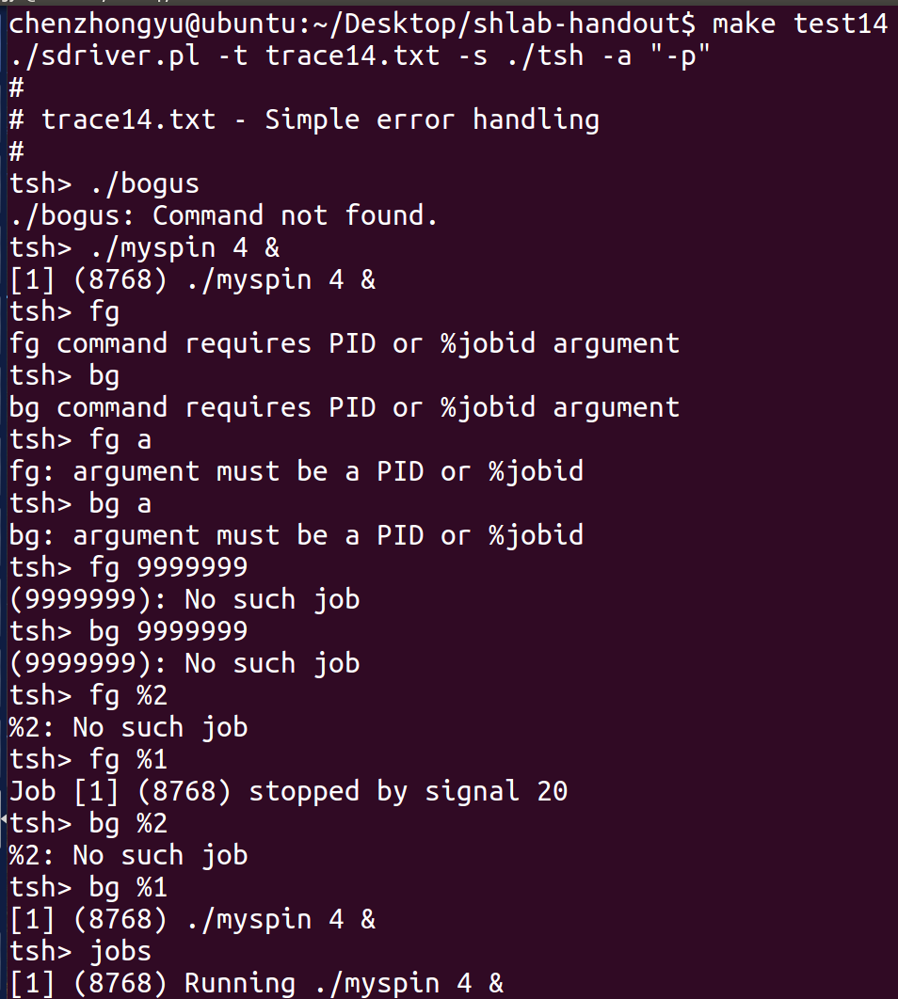 chenzhongyu@ubuntu:~/Desktop/shlab-handout$ make test14
./sdriver.pl -t trace14.txt -s ./tsh -a "-p"
#
# trace14.txt - Simple error handling
#
tsh> ./bogus
./bogus: Command not found.
tsh> ./myspin 4 &
[1] (8768) ./myspin 4 &
tsh> fg
fg command requires PID or %jobid argument
tsh> bg
bg command requires PID or %jobid argument
tsh> fg a
fg: argument must be a PID or %jobid
tsh> bg a
bg: argument must be a PID or %jobid
tsh> fg 9999999
(9999999): No such job
tsh> bg 9999999
(9999999): No such job
tsh> fg %2
%2: No such job
tsh> fg %1
Job [1] (8768) stopped by signal 20
tsh> bg %2
%2: No such job
tsh> bg %1
[1] (8768) ./myspin 4 &
tsh> jobs
[1] (8768) Running ./myspin 4 &